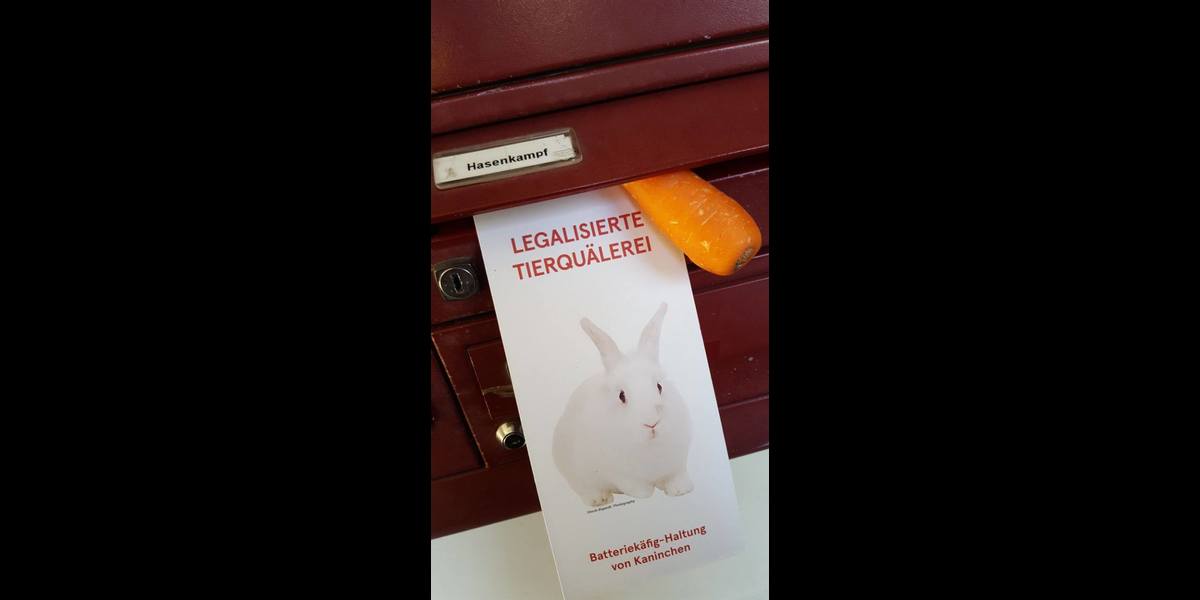 Hasenkampf
LEGALISIERTE
TIERQUÄLEREI
Batteriekäfig-Haltung
von Kaninchen